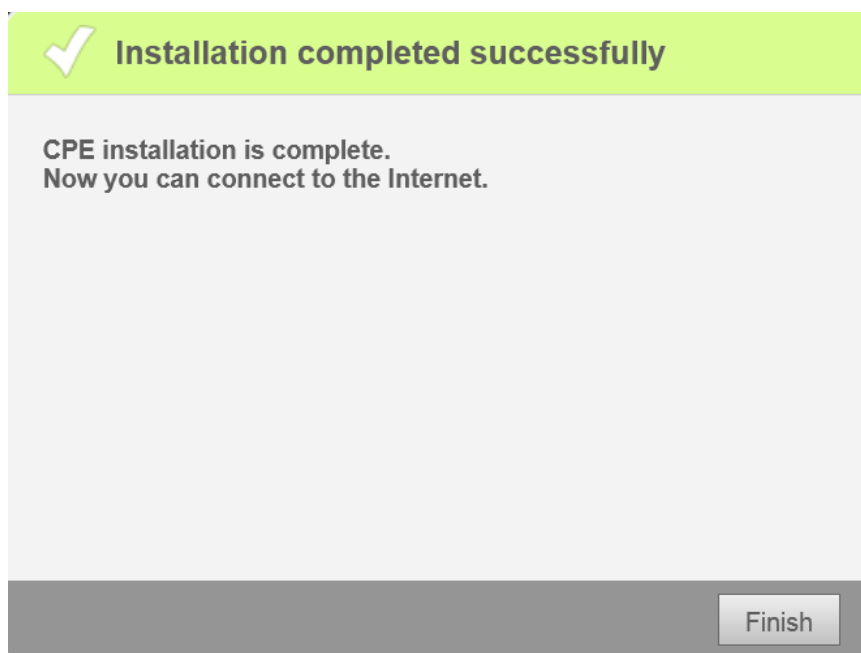 Installation completed successfully
CPE installation is complete.
Now you can connect to the Internet.
Finish